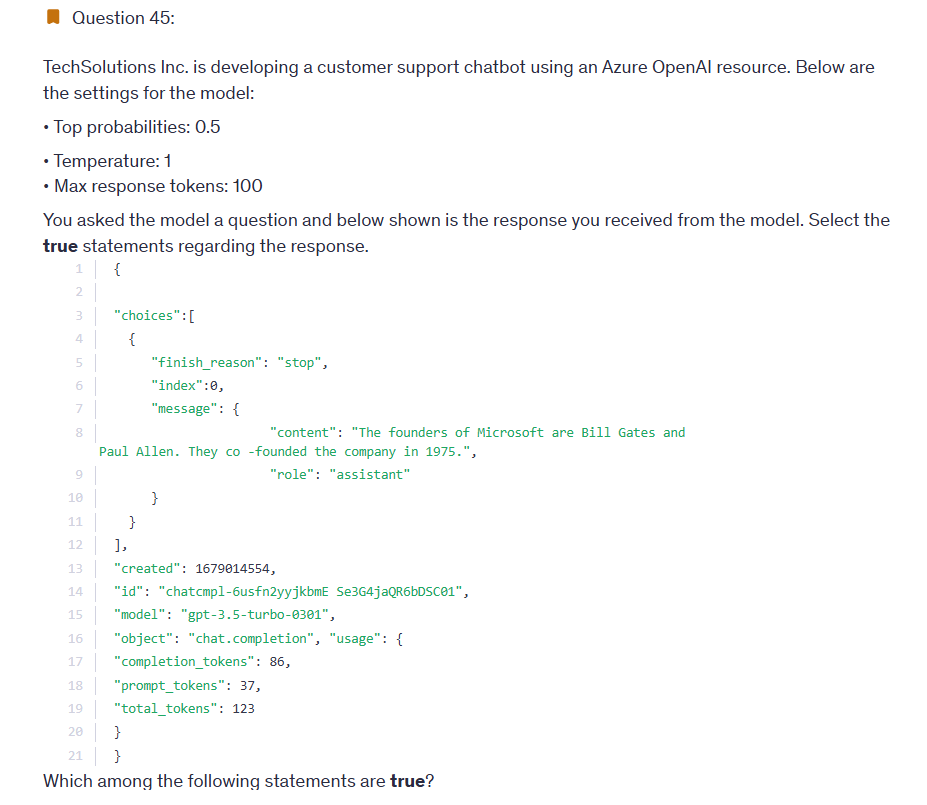 Question 45:
TechSolutions Inc. is developing a customer support chatbot using an Azure OpenAI resource. Below are
the settings for the model:
• Top probabilities: 0.5
• Temperature: 1
• Max response tokens: 100
You asked the model a question and below shown is the response you received from the model. Select the
true statements regarding the response.
1 {
2
3 "choices":[
4 {
5 "finish_reason": "stop",
6 "index":0,
7 "message": {
8 "content": "The founders of Microsoft are Bill Gates and
Paul Allen. They co -founded the company in 1975.",
9 "role": "assistant"
10 }
11 }
12 ],
13 "created": 1679014554,
14 "id": "chatcmpl-6usfn2yyjkbmE Se3G4jaQR6bDSC01",
15 "model": "gpt-3.5-turbo-0301",
16 "object": "chat.completion", "usage": {
17 "completion_tokens": 86,
18 "prompt_tokens": 37,
19 "total_tokens": 123
20 }
21 }
Which among the following statements are true?